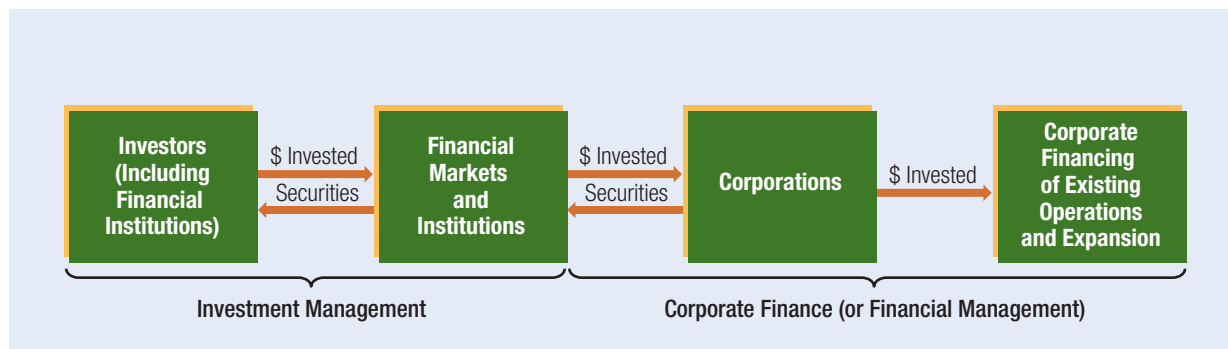 Investors
(Including
Financial
Institutions)
$ Invested
Securities
Financial
Markets
and
Institutions
$ Invested
Securities
Corporations
$ Invested
Corporate
Financing
of Existing
Operations
and Expansion
Investment Management
Corporate Finance (or Financial Management)